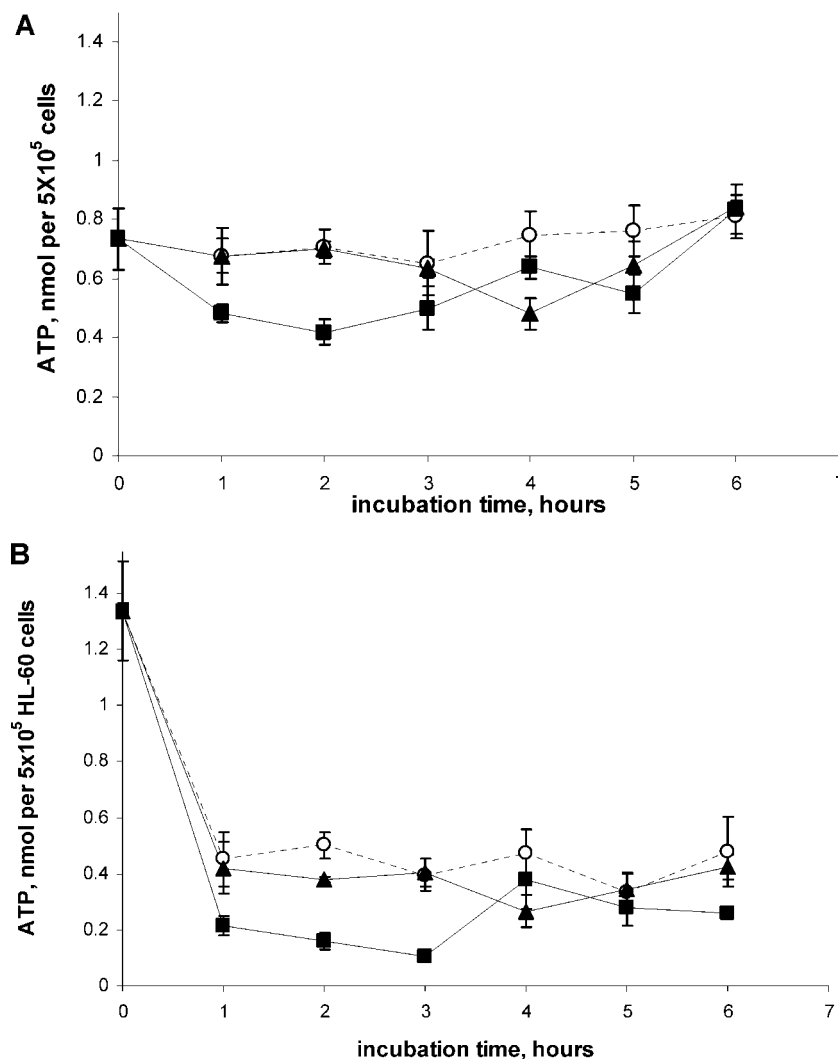 A
1.4
1.2
1
0.8
0.6
0.4
0.2
0
ATP, nmol per 5X10⁵ cells
0 1 2 3 4 5 6
incubation time, hours
B
1.4
1.2
1
0.8
0.6
0.4
0.2
0
ATP, nmol per 5x10⁵ HL-60 cells
0 1 2 3 4 5 6 7
incubation time, hours